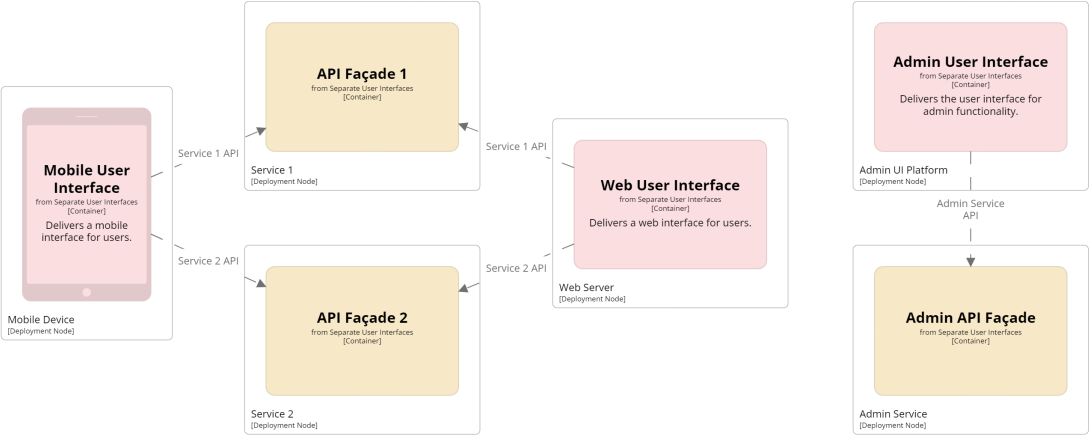 API Façade 1
from Separate User Interfaces
[Container]
Service 1
[Deployment Node]
Admin User Interface
from Separate User Interfaces
[Container]
Delivers the user interface for
admin functionality.
Admin UI Platform
[Deployment Node]
Mobile User
Interface
from Separate User Interfaces
[Container]
Delivers a mobile
interface for users.
Mobile Device
[Deployment Node]
Service 1 API
Service 1 API
Web User Interface
from Separate User Interfaces
[Container]
Delivers a web interface for users.
Web Server
[Deployment Node]
Admin Service
API
Service 2 API
Service 2 API
API Façade 2
from Separate User Interfaces
[Container]
Service 2
[Deployment Node]
Admin API Façade
from Separate User Interfaces
[Container]
Admin Service
[Deployment Node]